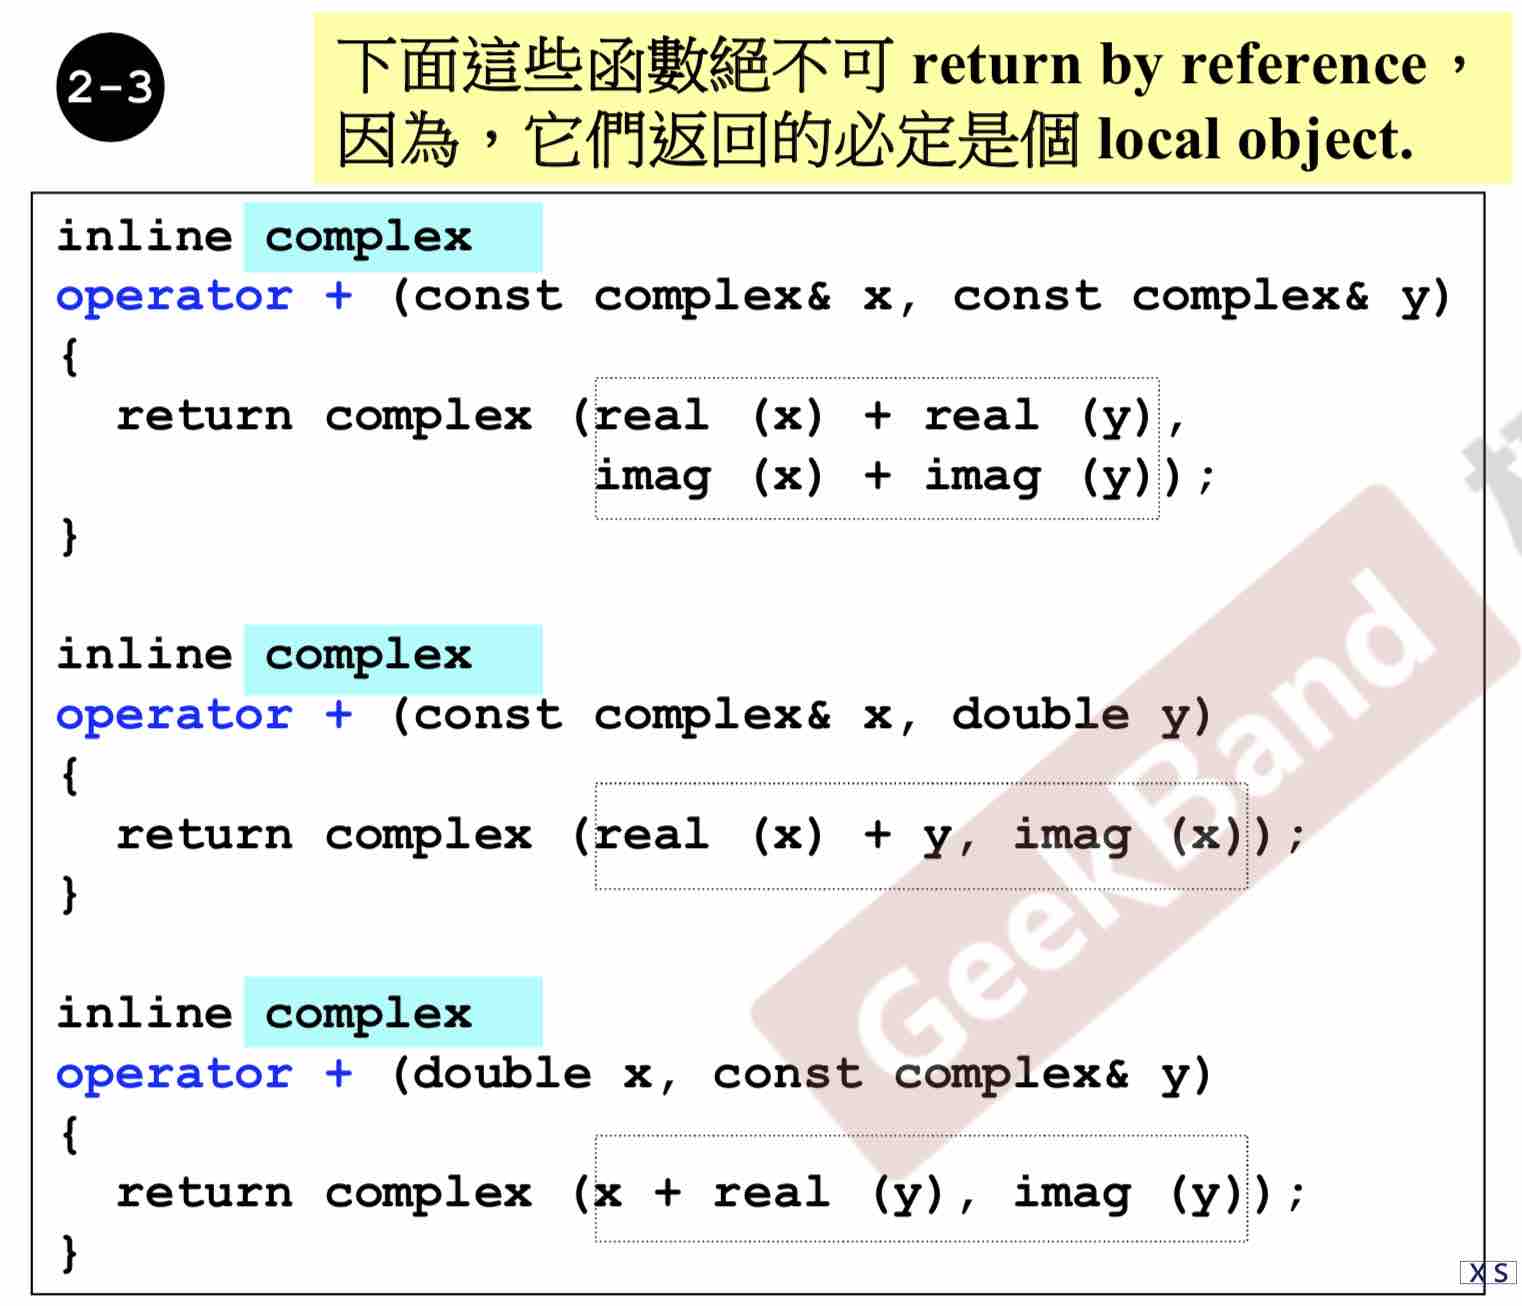 2-3
下面這些函數絕不可 return by reference，
因為，它們返回的必定是個 local object.
inline complex
operator + (const complex& x, const complex& y)
{
  return complex (real (x) + real (y),
                  imag (x) + imag (y));
}
inline complex
operator + (const complex& x, double y)
{
  return complex (real (x) + y, imag (x));
}
inline complex
operator + (double x, const complex& y)
{
  return complex (x + real (y), imag (y));
}
GeekBand
XS